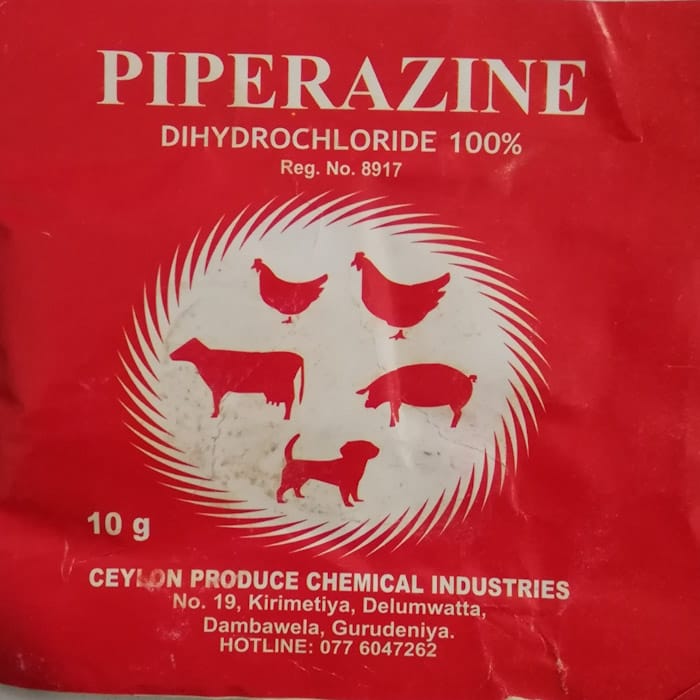 PIPERAZINE
DIHYDROCHLORIDE 100%
Reg. No. 8917
10 g
CEYLON PRODUCE CHEMICAL INDUSTRIES
No. 19, Kirimetiya, Delumwatta,
Dambawela, Gurudeniya.
HOTLINE: 077 6047262